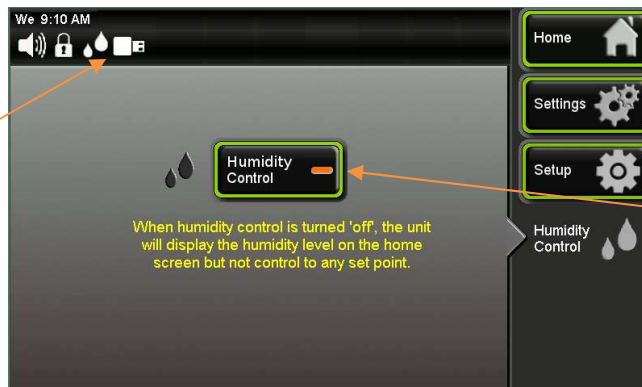 We 9:10 AM
Home
Settings
Setup
Humidity
Control
Humidity
Control
When humidity control is turned 'off', the unit
will display the humidity level on the home
screen but not control to any set point.